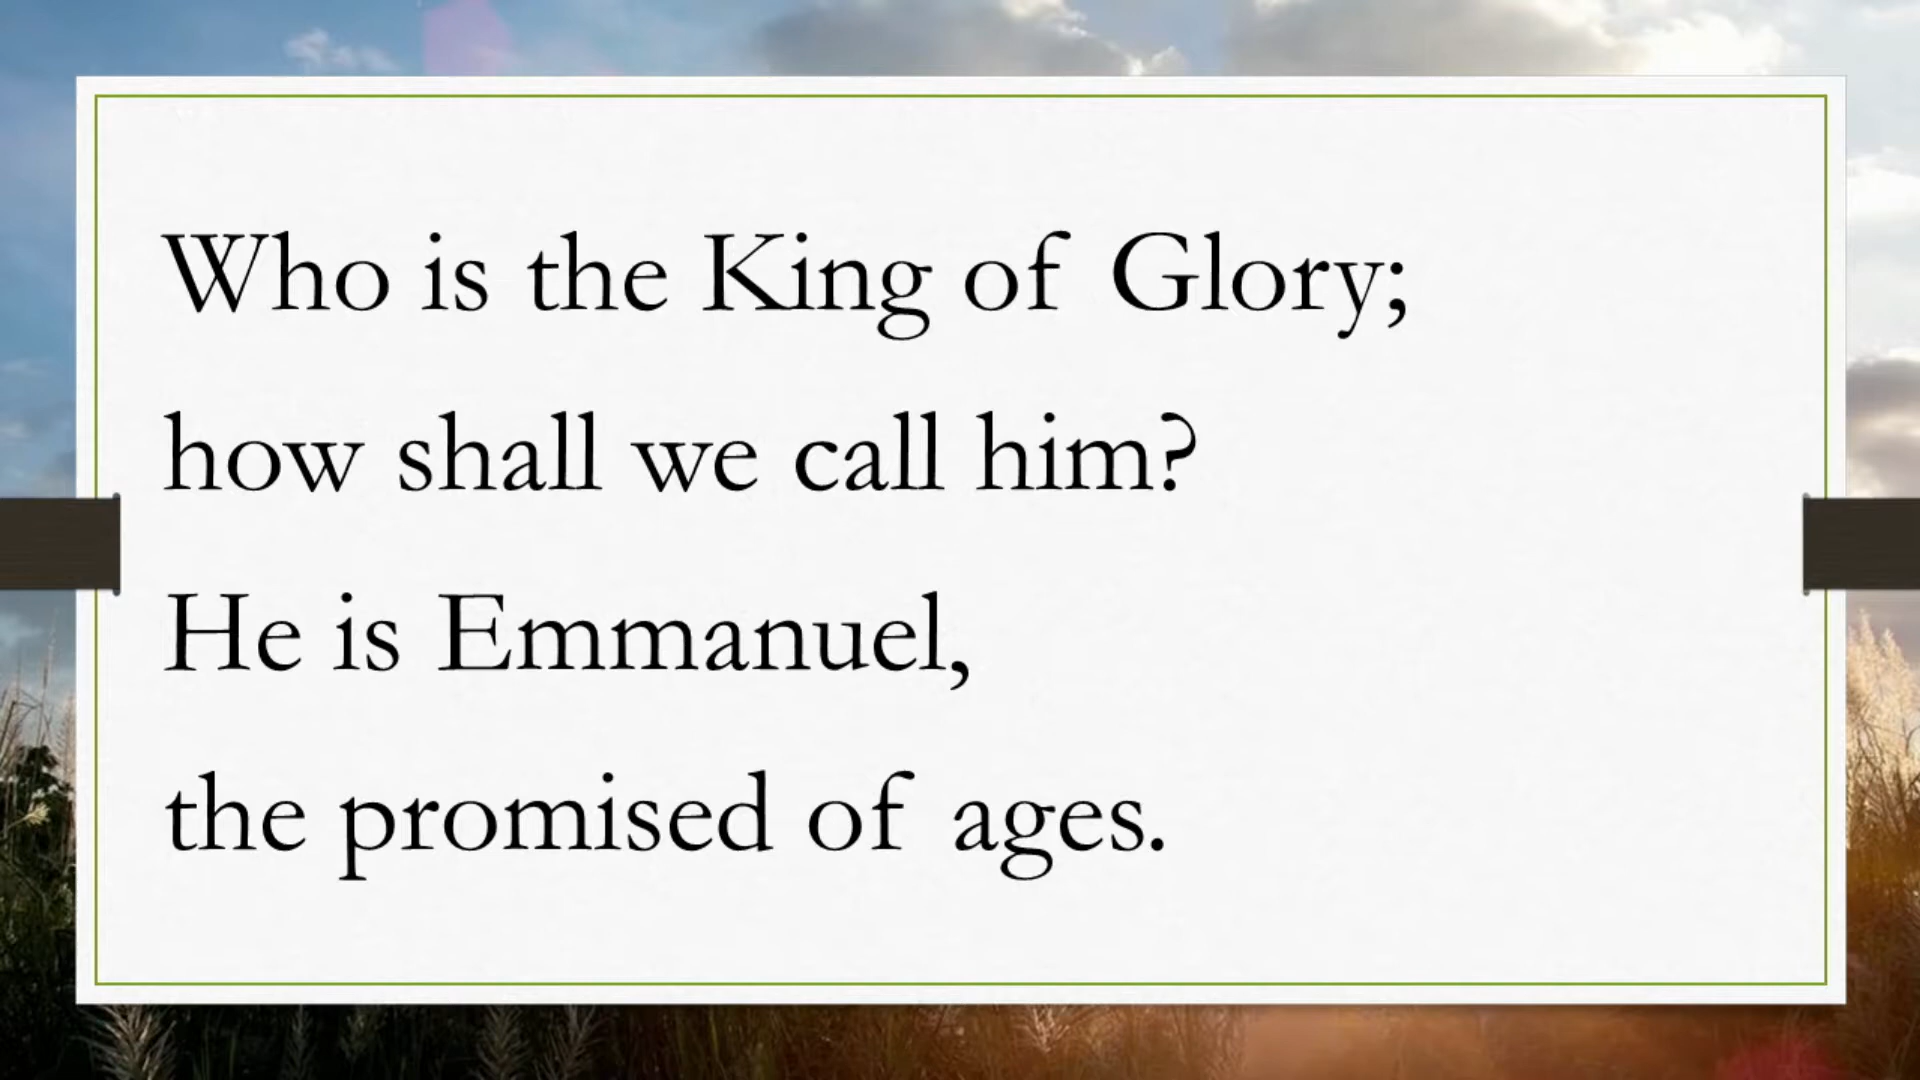 Who is the King of Glory;
how shall we call him?
He is Emmanuel,
the promised of ages.